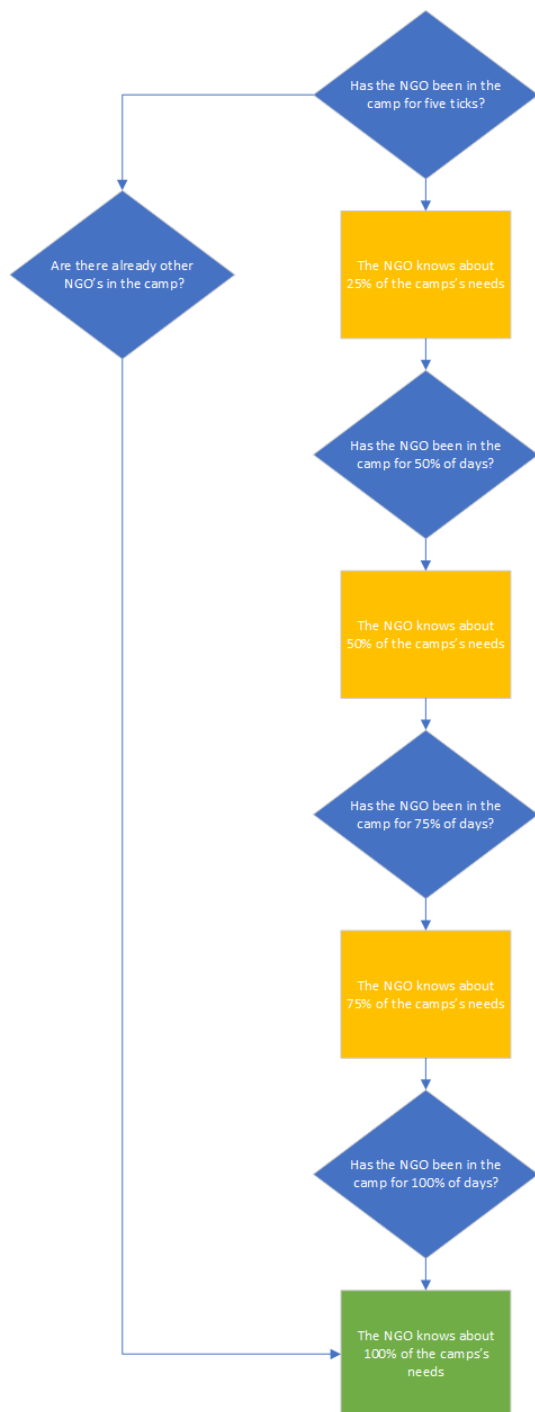 Has the NGO been in the
camp for five ticks?
Are there already other
NGO's in the camp?
The NGO knows about
25% of the camps's needs
Has the NGO been in the
camp for 50% of days?
The NGO knows about
50% of the camps's needs
Has the NGO been in the
camp for 75% of days?
The NGO knows about
75% of the camps's needs
Has the NGO been in the
camp for 100% of days?
The NGO knows about
100% of the camps's
needs